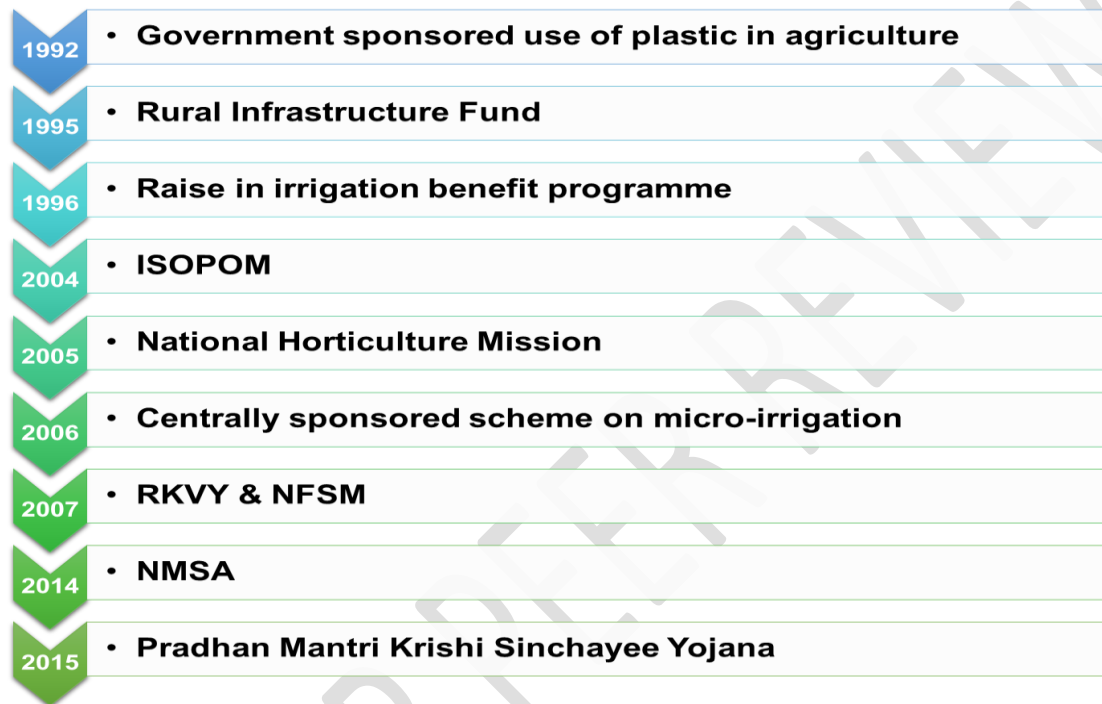 1992 • Government sponsored use of plastic in agriculture
1995 • Rural Infrastructure Fund
1996 • Raise in irrigation benefit programme
2004 • ISOPOM
2005 • National Horticulture Mission
2006 • Centrally sponsored scheme on micro-irrigation
2007 • RKVY & NFSM
2014 • NMSA
2015 • Pradhan Mantri Krishi Sinchayee Yojana
PEER REVIEW